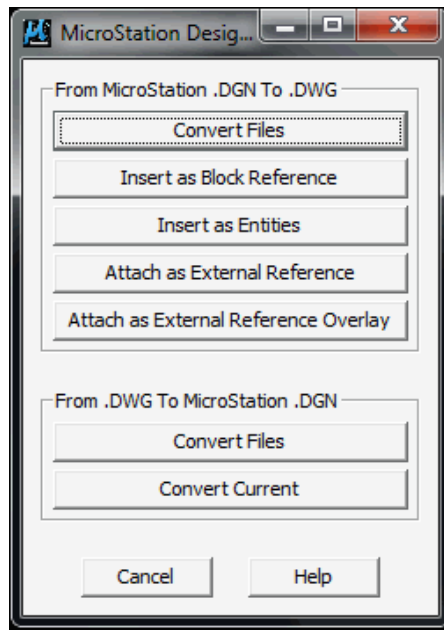 MicroStation Desig...
From MicroStation .DGN To .DWG
Convert Files
Insert as Block Reference
Insert as Entities
Attach as External Reference
Attach as External Reference Overlay
From .DWG To MicroStation .DGN
Convert Files
Convert Current
Cancel Help